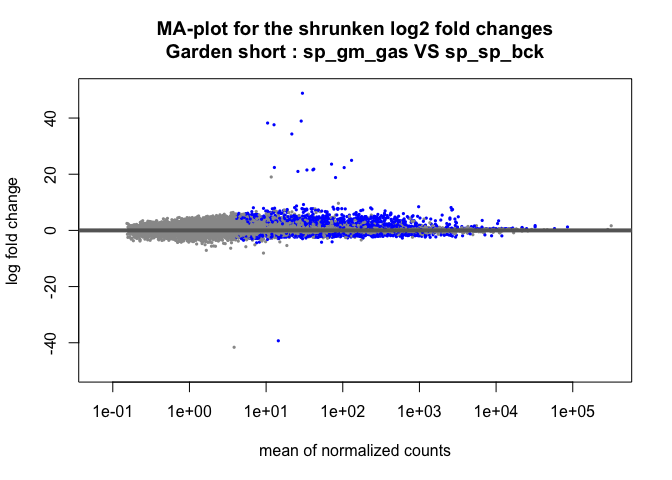 MA-plot for the shrunken log2 fold changes
Garden short : sp_gm_gas VS sp_sp_bck
log fold change
40
20
0
-20
-40
1e-01 1e+00 1e+01 1e+02 1e+03 1e+04 1e+05
mean of normalized counts